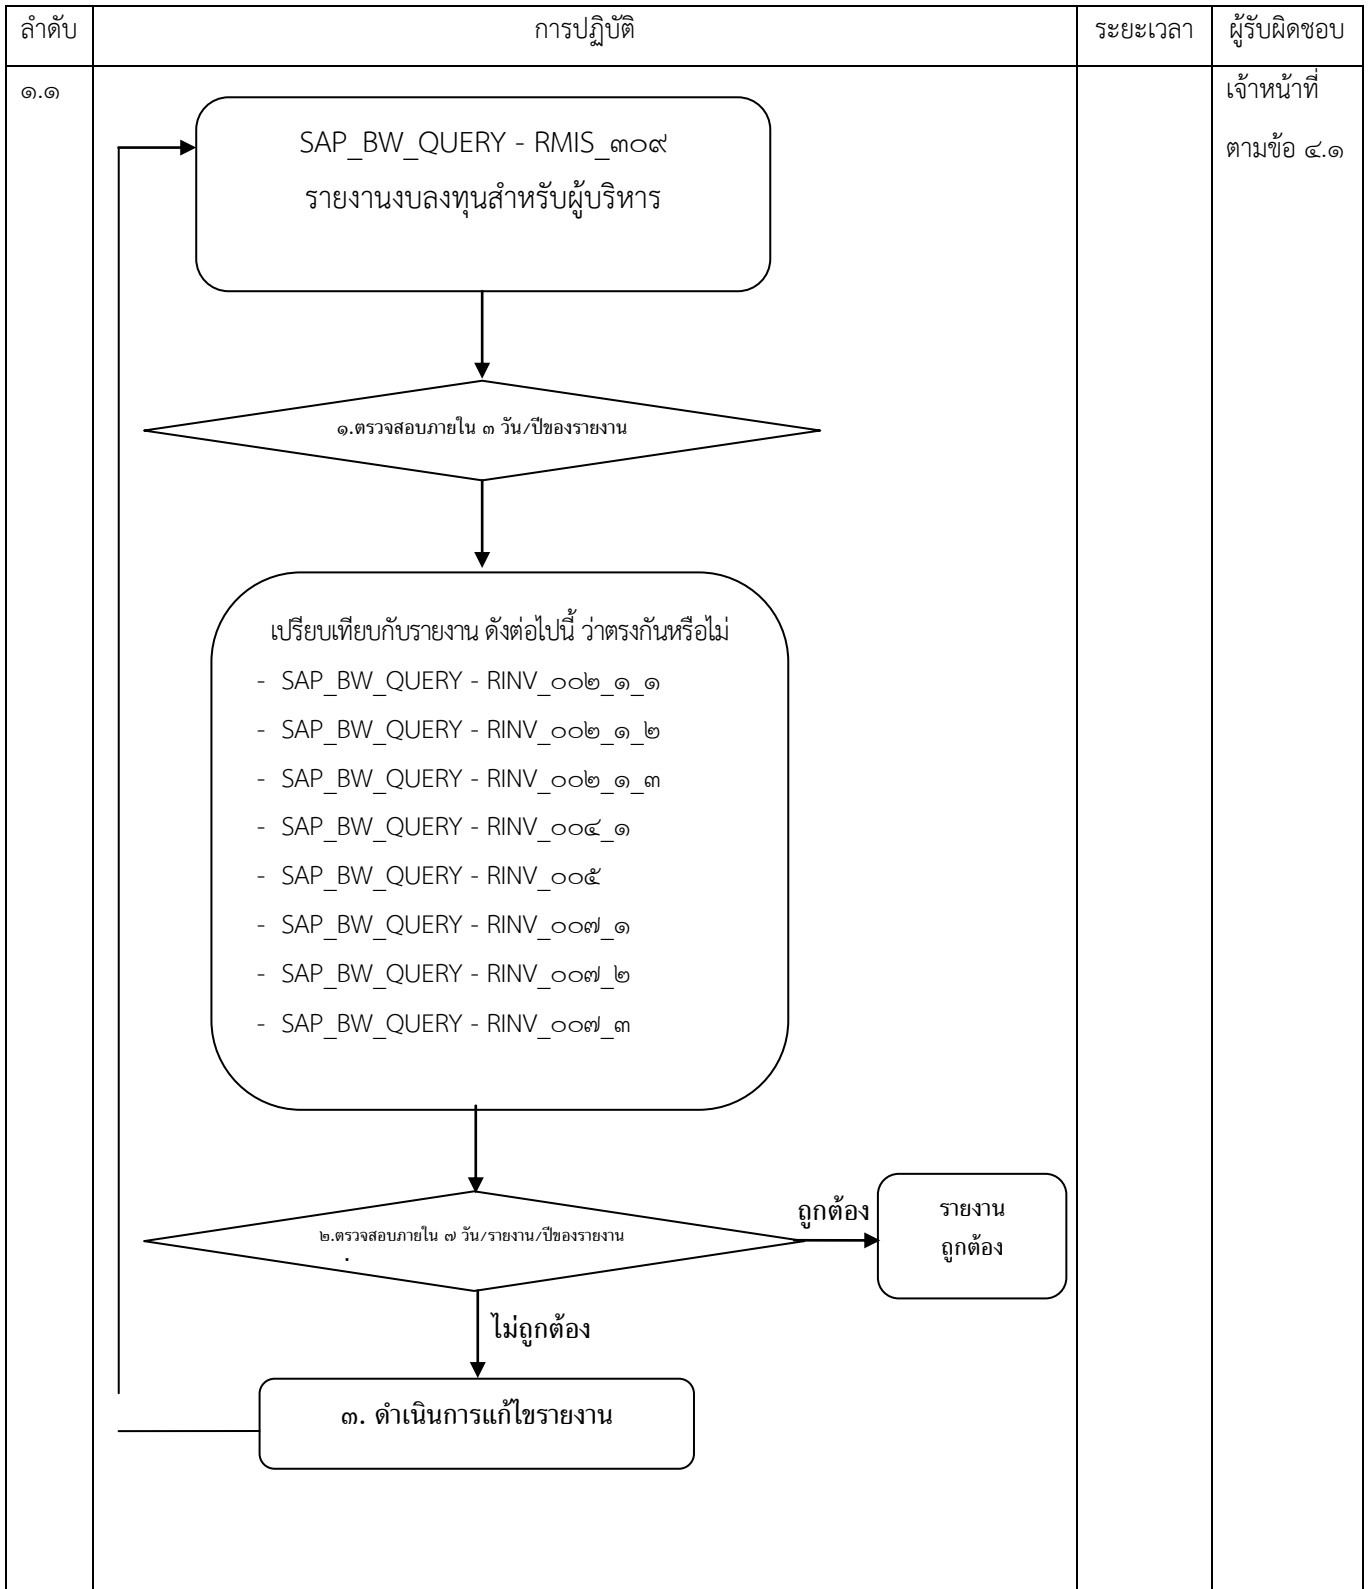 ลำดับ การปฏิบัติ ระยะเวลา ผู้รับผิดชอบ
๑.๑
เจ้าหน้าที่
ตามข้อ ๔.๑
SAP_BW_QUERY - RMIS_๓๐๙
รายงานงบลงทุนสำหรับผู้บริหาร
๑.ตรวจสอบภายใน ๓ วัน/ปีของรายงาน
เปรียบเทียบกับรายงาน ดังต่อไปนี้ ว่าตรงกันหรือไม่
- SAP_BW_QUERY - RINV_๐๐๒_๑_๑
- SAP_BW_QUERY - RINV_๐๐๒_๑_๒
- SAP_BW_QUERY - RINV_๐๐๒_๑_๓
- SAP_BW_QUERY - RINV_๐๐๔_๑
- SAP_BW_QUERY - RINV_๐๐๕
- SAP_BW_QUERY - RINV_๐๐๗_๑
- SAP_BW_QUERY - RINV_๐๐๗_๒
- SAP_BW_QUERY - RINV_๐๐๗_๓
๒.ตรวจสอบภายใน ๗ วัน/รายงาน/ปีของรายงาน
.
ถูกต้อง
รายงาน
ถูกต้อง
ไม่ถูกต้อง
๓. ดำเนินการแก้ไขรายงาน